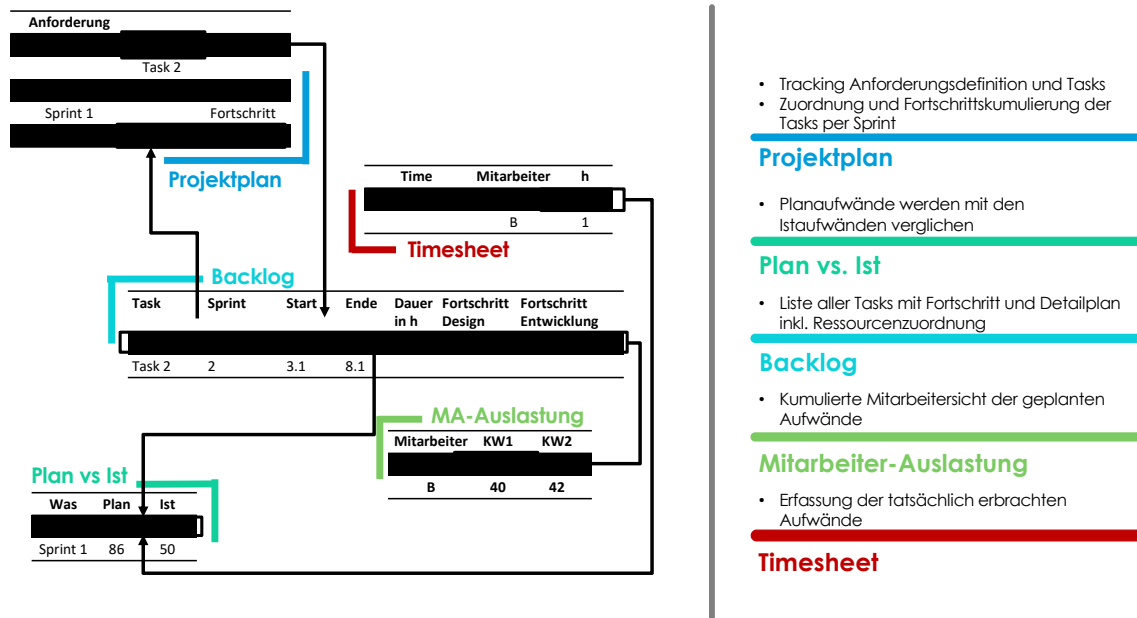 Anforderung
Task 2
Sprint 1 Fortschritt
Projektplan
Time Mitarbeiter h
B 1
Timesheet
Backlog
Task Sprint Start Ende Dauer in h Fortschritt Design Fortschritt Entwicklung
Task 2 2 3.1 8.1
MA-Auslastung
Mitarbeiter KW1 KW2
B 40 42
Plan vs Ist
Was Plan Ist
Sprint 1 86 50
• Tracking Anforderungsdefinition und Tasks
• Zuordnung und Fortschrittskumulierung der
Tasks per Sprint
Projektplan
• Planaufwände werden mit den
Istaufwänden verglichen
Plan vs. Ist
• Liste aller Tasks mit Fortschritt und Detailplan
inkl. Ressourcenzuordnung
Backlog
• Kumulierte Mitarbeitersicht der geplanten
Aufwände
Mitarbeiter-Auslastung
• Erfassung der tatsächlich erbrachten
Aufwände
Timesheet